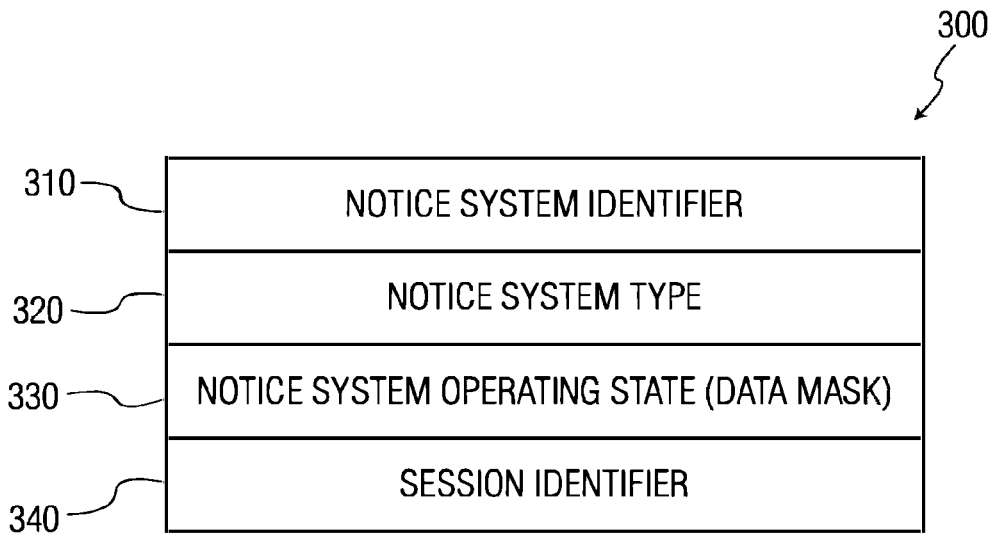 300
310
NOTICE SYSTEM IDENTIFIER
320
NOTICE SYSTEM TYPE
330
NOTICE SYSTEM OPERATING STATE (DATA MASK)
340
SESSION IDENTIFIER